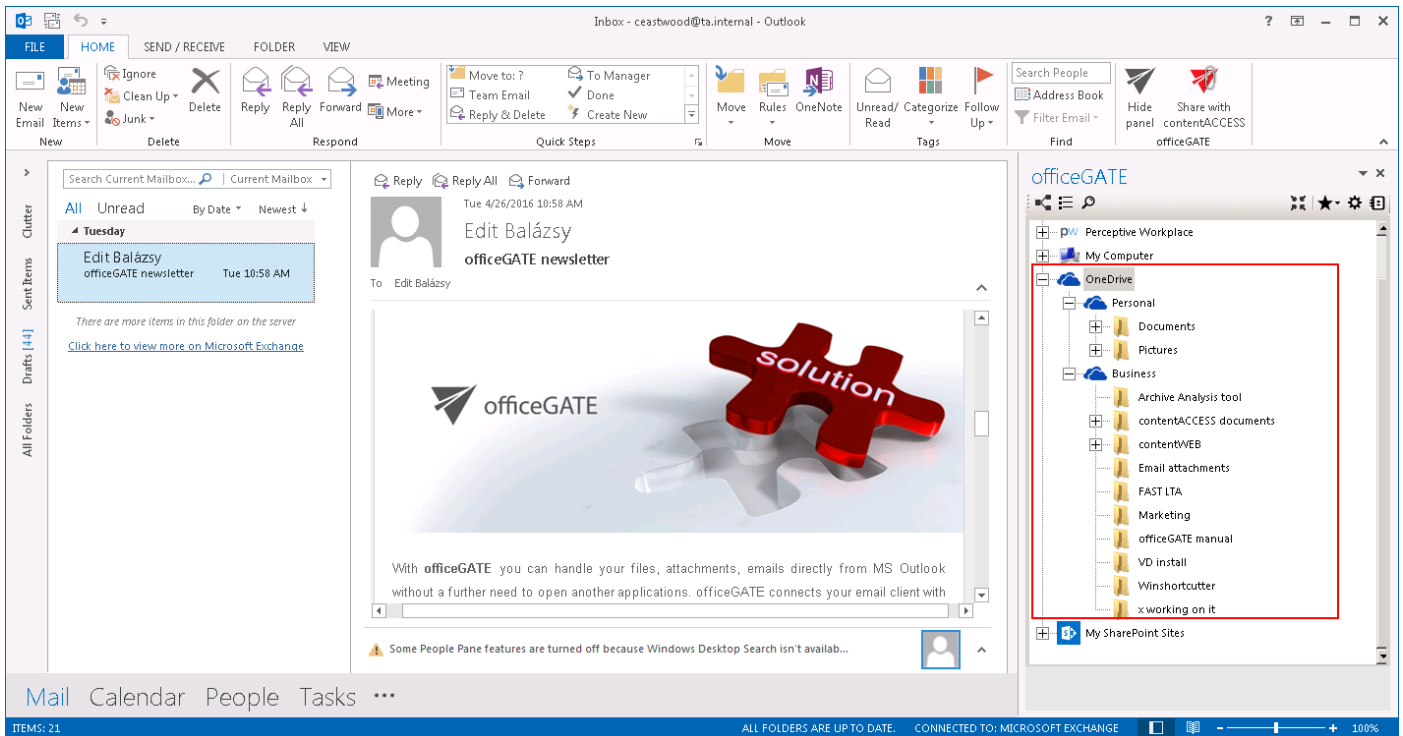 Inbox - ceastwood@ta.internal - Outlook
FILE HOME SEND / RECEIVE FOLDER VIEW
New Email
New Items
Ignore
Clean Up
Junk
Delete
Reply
Reply All
Forward
Meeting
More
Move to: ?
Team Email
Reply & Delete
To Manager
Done
Create New
Move
Rules
OneNote
Unread/ Read
Categorize
Follow Up
Search People
Address Book
Filter Email
Hide panel
Share with contentACCESS
New Delete Respond Quick Steps Move Tags Find officeGATE
Clutter
Sent Items
Drafts [44]
All Folders
Search Current Mailbox... Current Mailbox
All Unread By Date Newest ↓
Tuesday
Edit Balázsy
officeGATE newsletter Tue 10:58 AM
There are more items in this folder on the server
Click here to view more on Microsoft Exchange
Reply Reply All Forward
Tue 4/26/2016 10:58 AM
Edit Balázsy
officeGATE newsletter
To Edit Balázsy
solution
officeGATE
With officeGATE you can handle your files, attachments, emails directly from MS Outlook
without a further need to open another applications. officeGATE connects your email client with
Some People Pane features are turned off because Windows Desktop Search isn't availab...
officeGATE
PW Perceptive Workplace
My Computer
OneDrive
Personal
Documents
Pictures
Business
Archive Analysis tool
contentACCESS documents
contentWEB
Email attachments
FAST LTA
Marketing
officeGATE manual
VD install
Winshortcutter
x working on it
My SharePoint Sites
Mail Calendar People Tasks •••
ITEMS: 21 ALL FOLDERS ARE UP TO DATE. CONNECTED TO: MICROSOFT EXCHANGE 100%